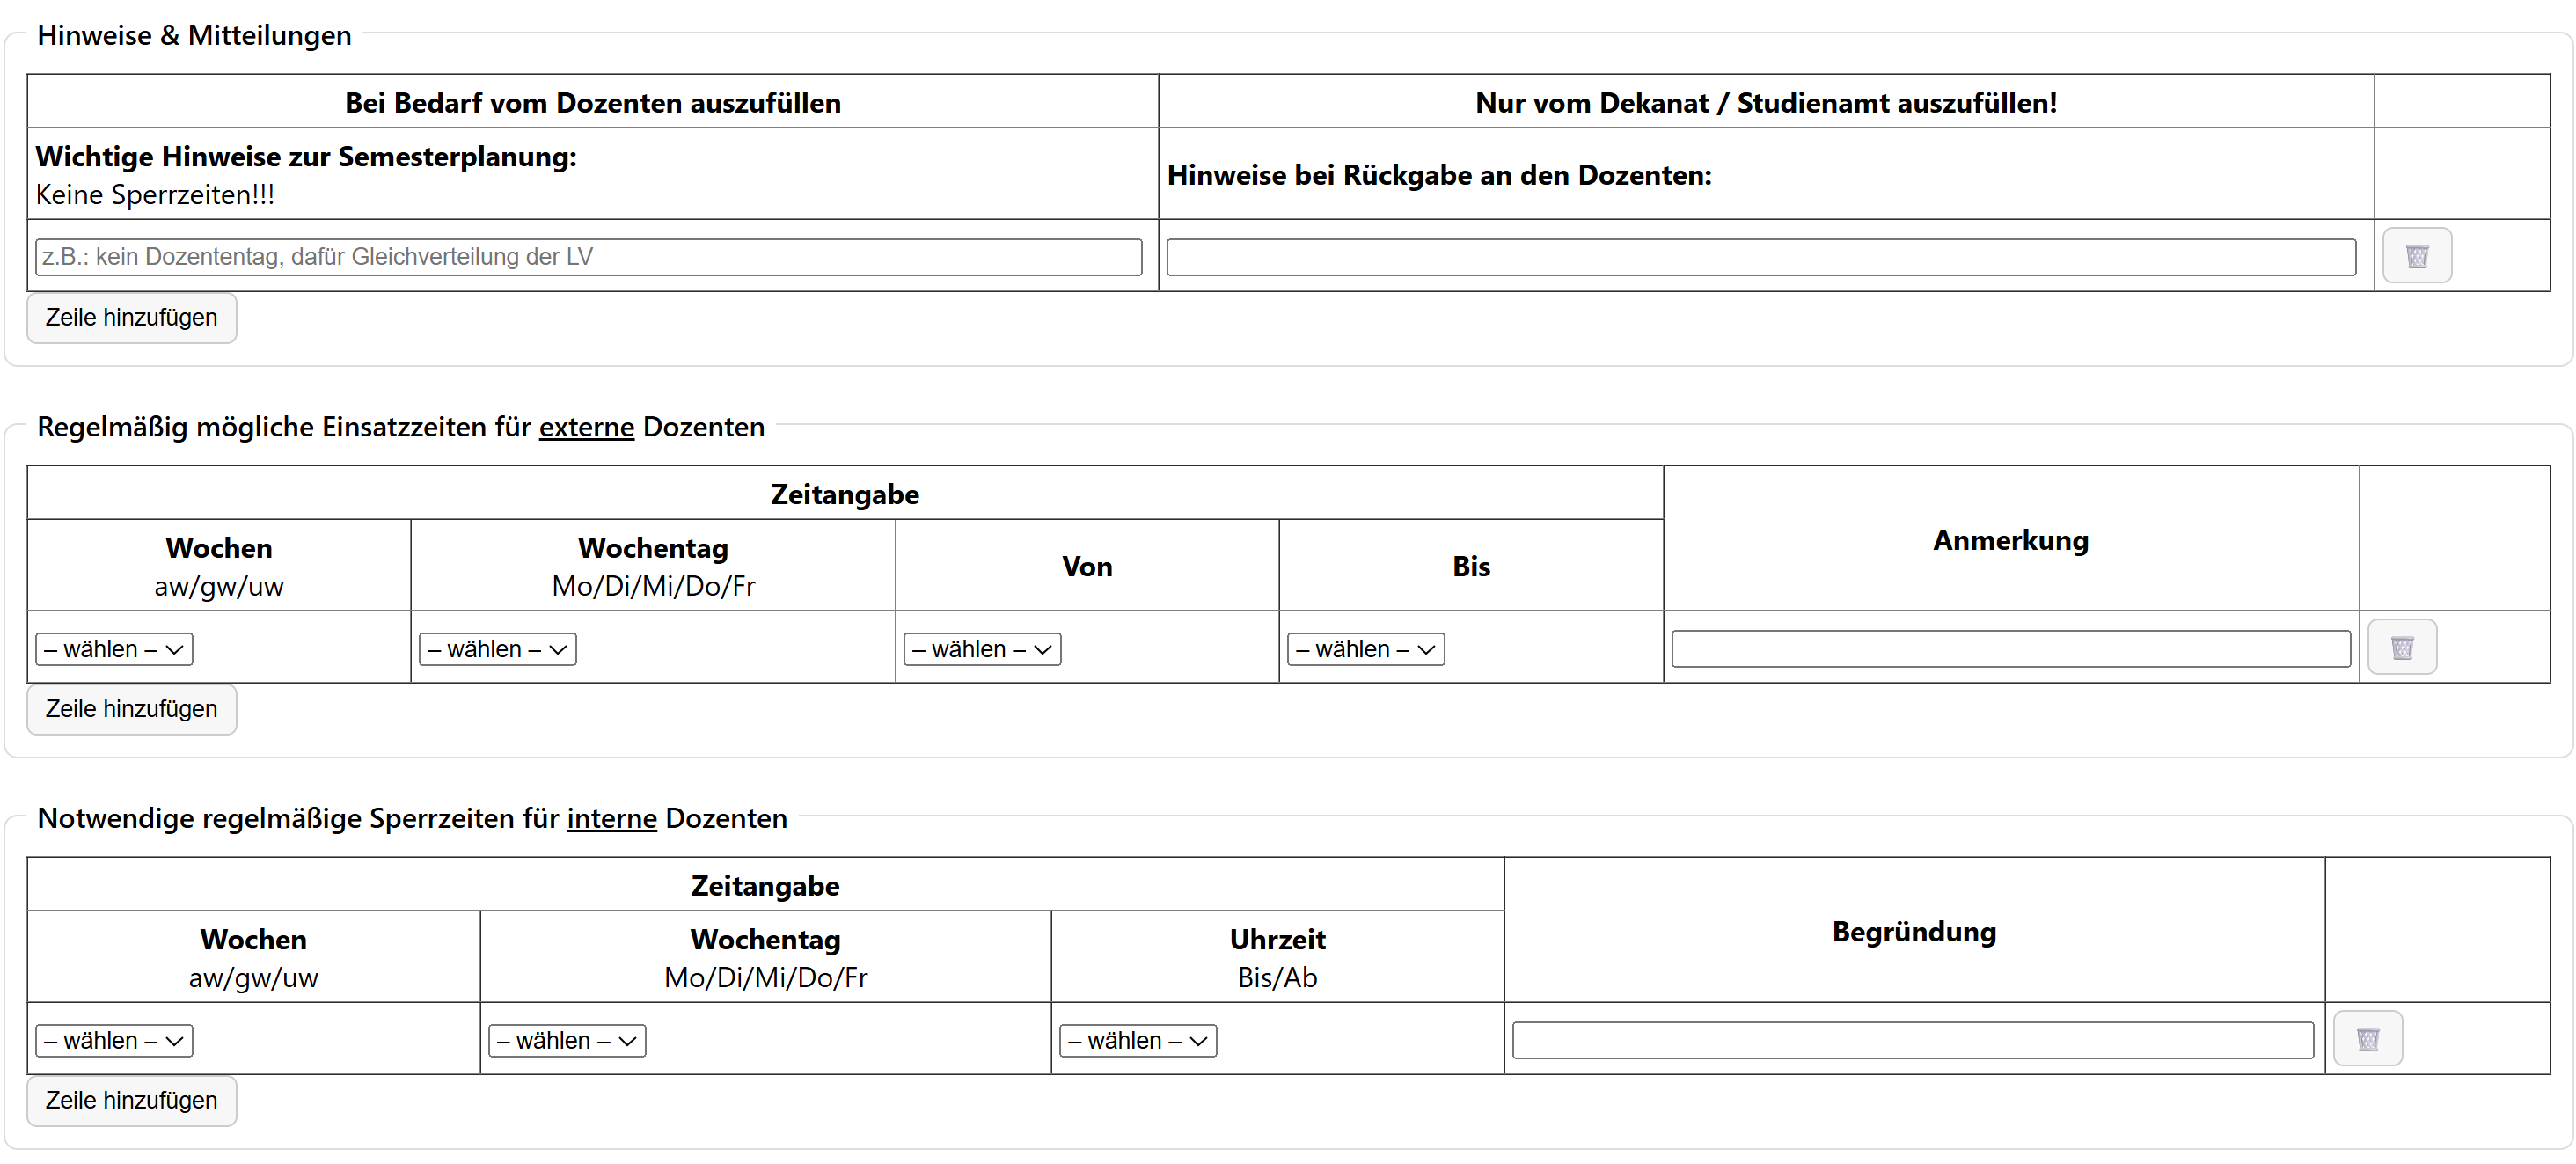 Hinweise & Mitteilungen
Bei Bedarf vom Dozenten auszufüllen
Nur vom Dekanat / Studienamt auszufüllen!
Wichtige Hinweise zur Semesterplanung:
Keine Sperrzeiten!!!
Hinweise bei Rückgabe an den Dozenten:
z.B.: kein Dozententag, dafür Gleichverteilung der LV
Zeile hinzufügen
Regelmäßig mögliche Einsatzzeiten für externe Dozenten
Zeitangabe
Anmerkung
Wochen
aw/gw/uw
Wochentag
Mo/Di/Mi/Do/Fr
Von
Bis
– wählen –
– wählen –
– wählen –
– wählen –
Zeile hinzufügen
Notwendige regelmäßige Sperrzeiten für interne Dozenten
Zeitangabe
Begründung
Wochen
aw/gw/uw
Wochentag
Mo/Di/Mi/Do/Fr
Uhrzeit
Bis/Ab
– wählen –
– wählen –
– wählen –
Zeile hinzufügen